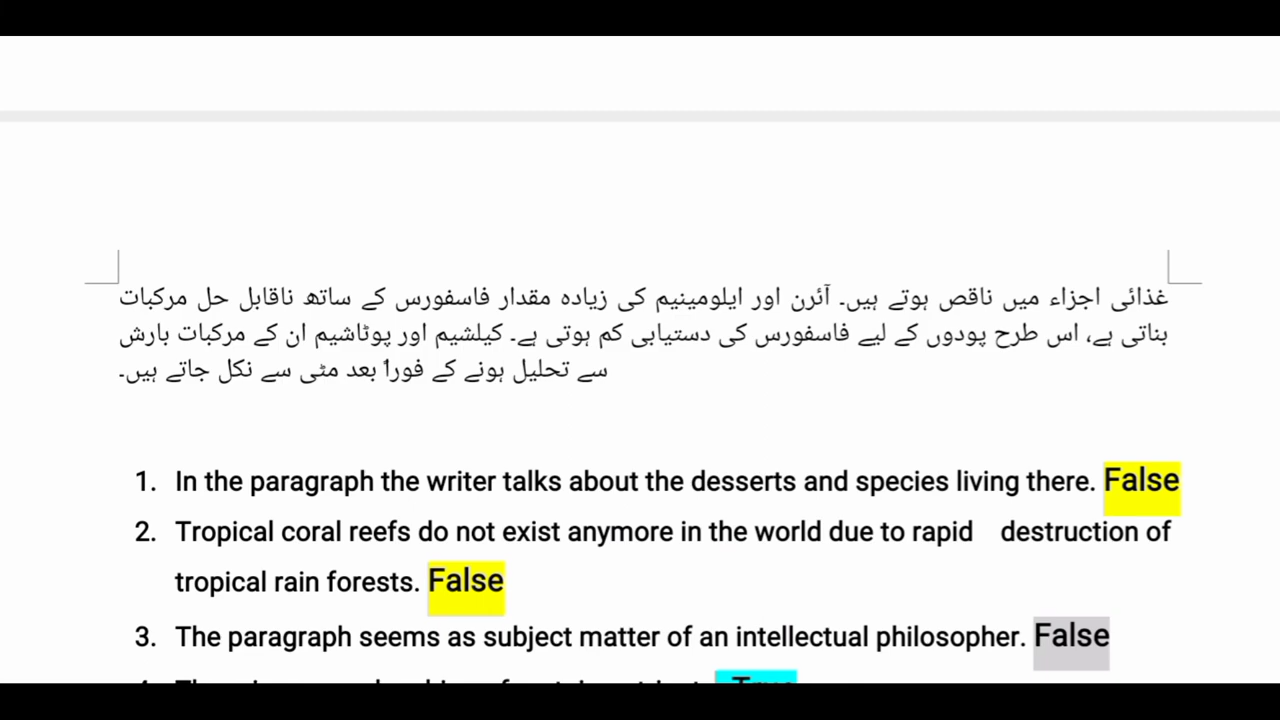 غذائی اجزاء میں ناقص ہوتے ہیں۔ آئرن اور ایلومینیم کی زیادہ مقدار فاسفورس کے ساتھ ناقابل حل مرکبات
بناتی ہے، اس طرح پودوں کے لیے فاسفورس کی دستیابی کم ہوتی ہے۔ کیلشیم اور پوٹاشیم ان کے مرکبات بارش
سے تحلیل ہونے کے فوراً بعد مٹی سے نکل جاتے ہیں۔
1. In the paragraph the writer talks about the desserts and species living there. False
2. Tropical coral reefs do not exist anymore in the world due to rapid destruction of
tropical rain forests. False
3. The paragraph seems as subject matter of an intellectual philosopher. False
4. True